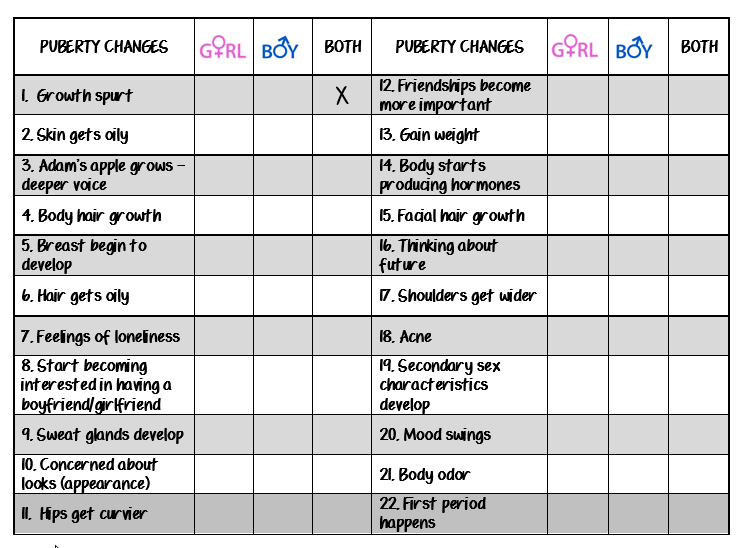 PUBERTY CHANGES GIRL BOY BOTH PUBERTY CHANGES GIRL BOY BOTH
1. Growth spurt X
2. Skin gets oily
3. Adam's apple grows –
deeper voice
4. Body hair growth
5. Breast begin to
develop
6. Hair gets oily
7. Feelings of loneliness
8. Start becoming
interested in having a
boyfriend/girlfriend
9. Sweat glands develop
10. Concerned about
looks (appearance)
11. Hips get curvier
12. Friendships become
more important
13. Gain weight
14. Body starts
producing hormones
15. Facial hair growth
16. Thinking about
future
17. Shoulders get wider
18. Acne
19. Secondary sex
characteristics
develop
20. Mood swings
21. Body odor
22. First period
happens